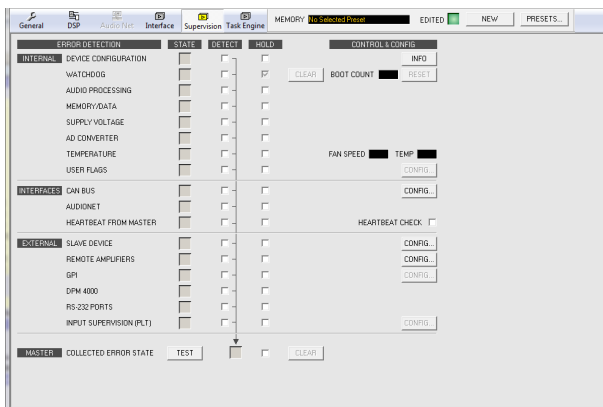 General DSP Audio Net Interface Supervision Task Engine MEMORY No Selected Preset EDITED NEW PRESETS...
ERROR DETECTION STATE DETECT HOLD CONTROL & CONFIG
INTERNAL DEVICE CONFIGURATION INFO
WATCHDOG CLEAR BOOT COUNT RESET
AUDIO PROCESSING
MEMORY/DATA
SUPPLY VOLTAGE
AD CONVERTER
TEMPERATURE FAN SPEED TEMP
USER FLAGS CONFIG...
INTERFACES CAN BUS CONFIG...
AUDIONET
HEARTBEAT FROM MASTER HEARTBEAT CHECK
EXTERNAL SLAVE DEVICE CONFIG...
REMOTE AMPLIFIERS CONFIG...
GPI CONFIG...
DPM 4000
RS-232 PORTS
INPUT SUPERVISION (PLT) CONFIG...
MASTER COLLECTED ERROR STATE TEST CLEAR